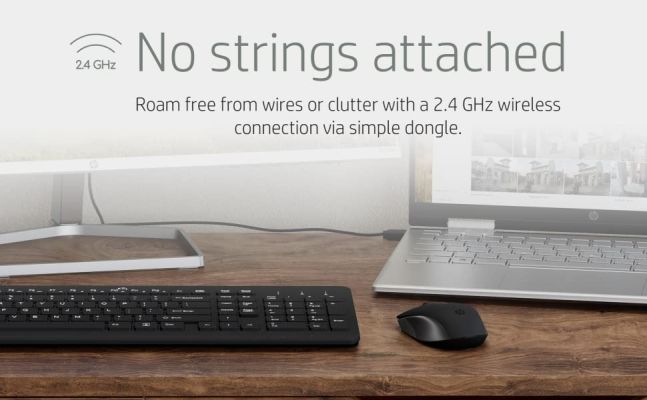 2.4 GHz
No strings attached
Roam free from wires or clutter with a 2.4 GHz wireless
connection via simple dongle.
hp